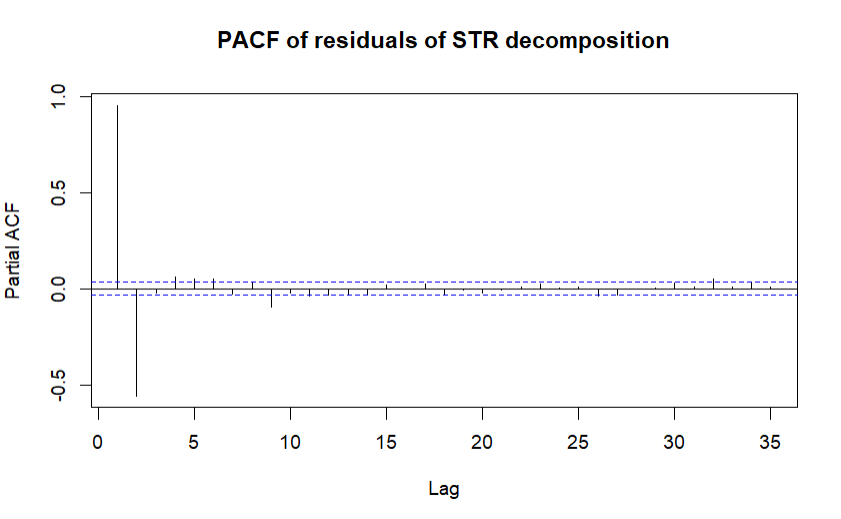 PACF of residuals of STR decomposition
Partial ACF
1.0
0.5
0.0
-0.5
0 5 10 15 20 25 30 35
Lag